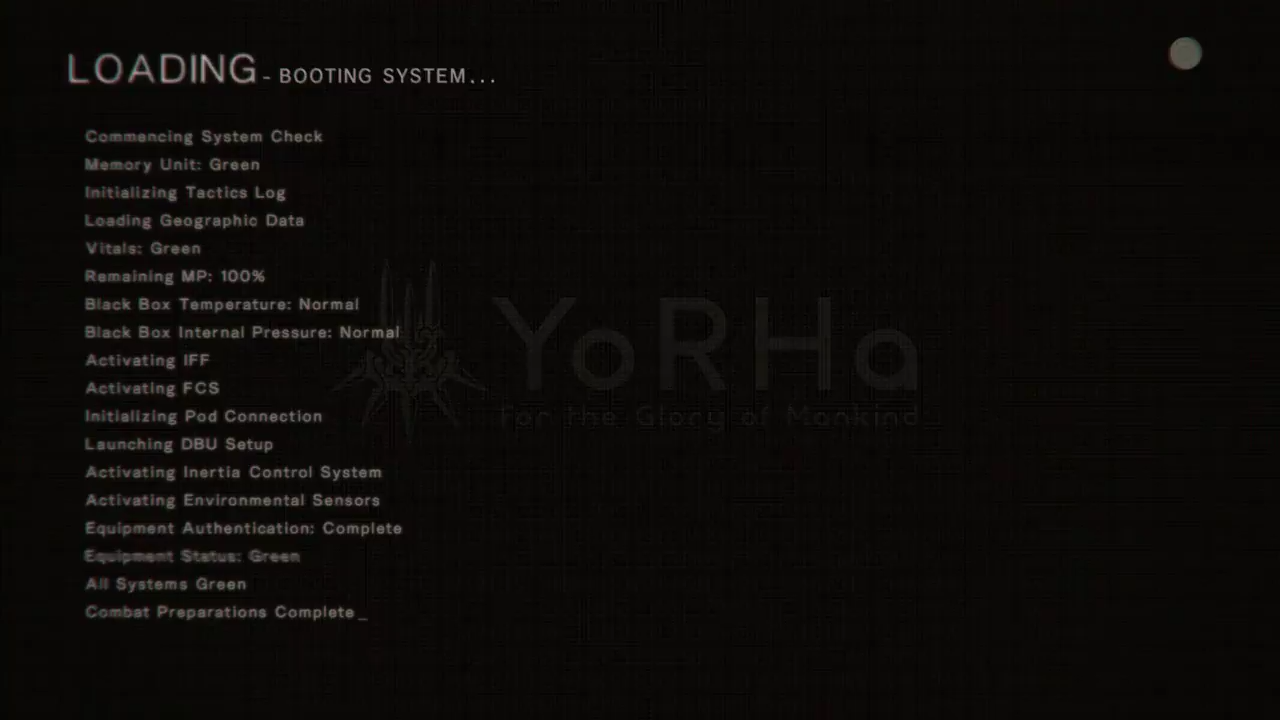 LOADING - BOOTING SYSTEM...
Commencing System Check
Memory Unit: Green
Initializing Tactics Log
Loading Geographic Data
Vitals: Green
Remaining MP: 100%
Black Box Temperature: Normal
Black Box Internal Pressure: Normal
Activating IFF
Activating FCS
Initializing Pod Connection
Launching DBU Setup
Activating Inertia Control System
Activating Environmental Sensors
Equipment Authentication: Complete
Equipment Status: Green
All Systems Green
Combat Preparations Complete_
YoRHa
For the Glory of Mankind